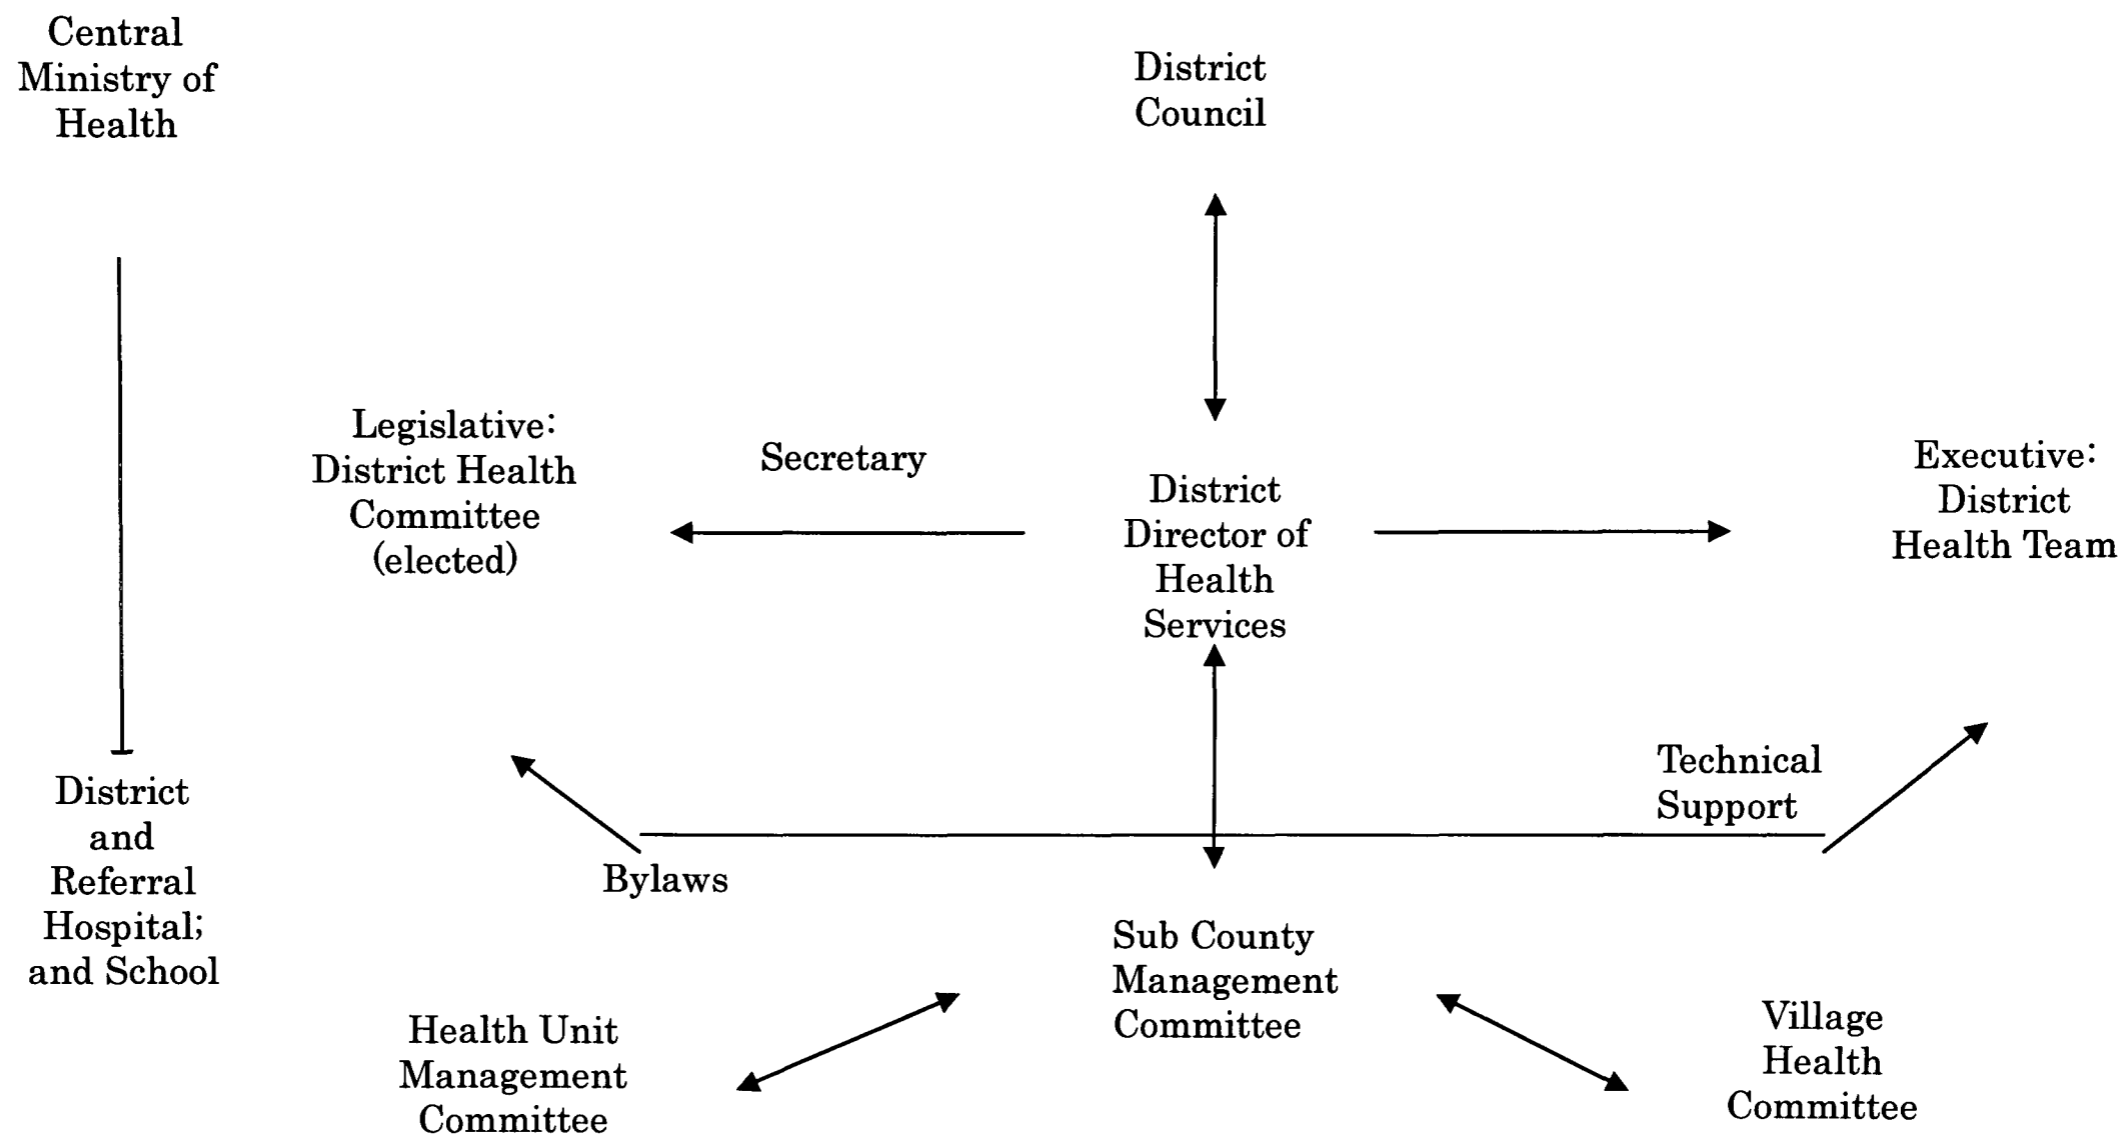 Central
Ministry of
Health
District
Council
Legislative:
District Health
Committee
(elected)
Secretary
District
Director of
Health
Services
Executive:
District
Health Team
Technical
Support
Bylaws
District
and
Referral
Hospital;
and School
Sub County
Management
Committee
Health Unit
Management
Committee
Village
Health
Committee